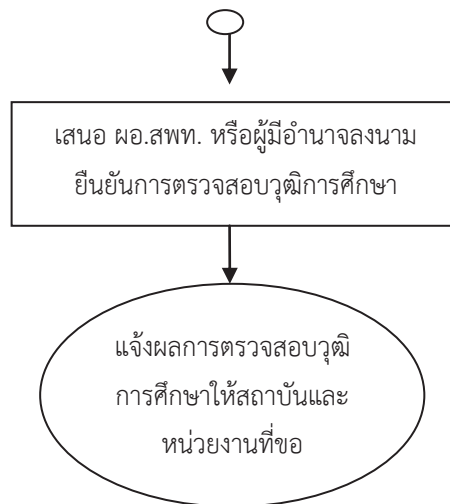 เสนอ ผอ.สพท. หรือผู้มีอำนาจลงนาม
ยืนยันการตรวจสอบวุฒิการศึกษา
แจ้งผลการตรวจสอบวุฒิ
การศึกษาให้สถาบันและ
หน่วยงานที่ขอ